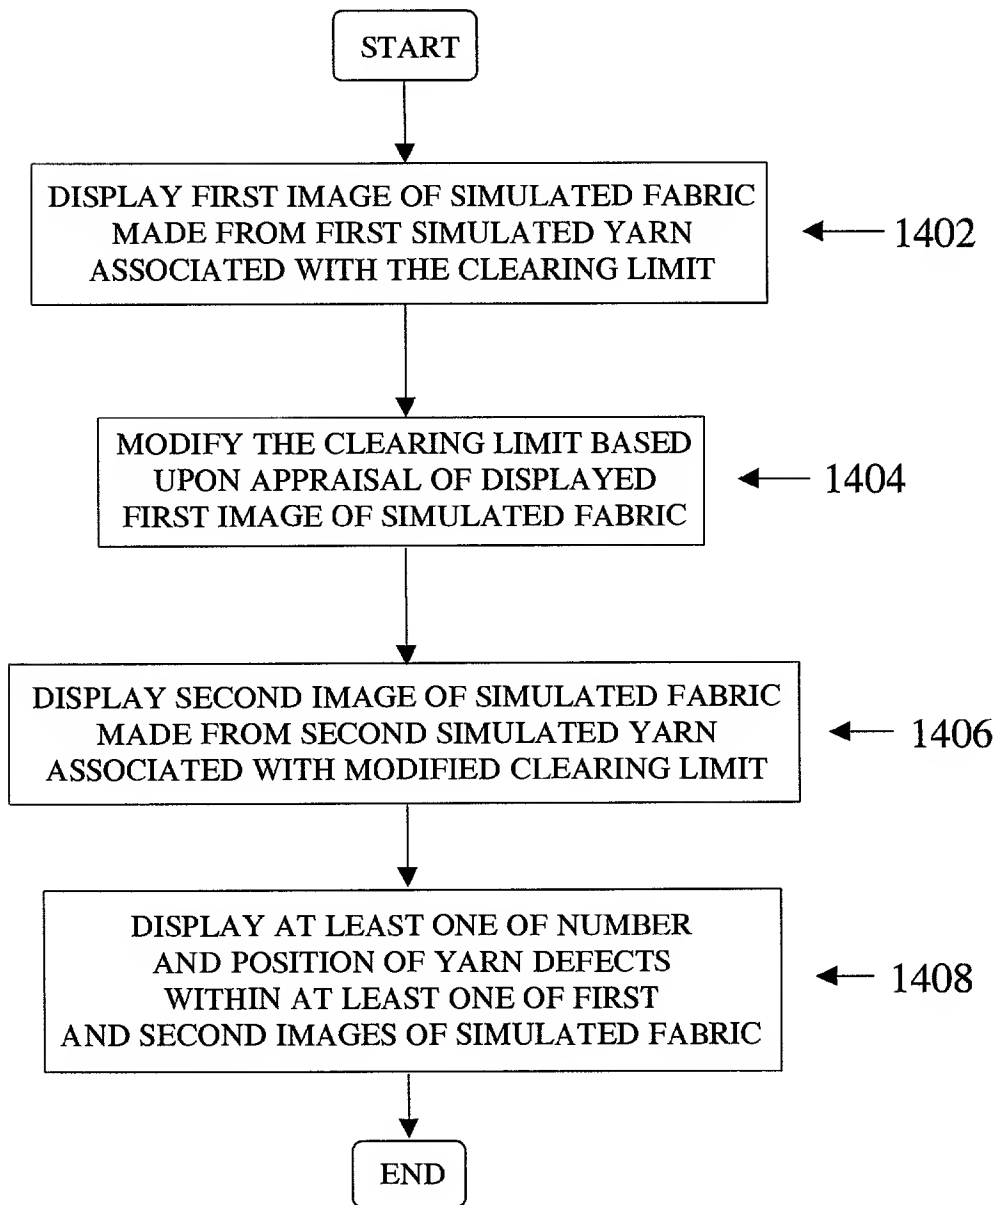 START
DISPLAY FIRST IMAGE OF SIMULATED FABRIC
MADE FROM FIRST SIMULATED YARN
ASSOCIATED WITH THE CLEARING LIMIT
1402
MODIFY THE CLEARING LIMIT BASED
UPON APPRAISAL OF DISPLAYED
FIRST IMAGE OF SIMULATED FABRIC
1404
DISPLAY SECOND IMAGE OF SIMULATED FABRIC
MADE FROM SECOND SIMULATED YARN
ASSOCIATED WITH MODIFIED CLEARING LIMIT
1406
DISPLAY AT LEAST ONE OF NUMBER
AND POSITION OF YARN DEFECTS
WITHIN AT LEAST ONE OF FIRST
AND SECOND IMAGES OF SIMULATED FABRIC
1408
END